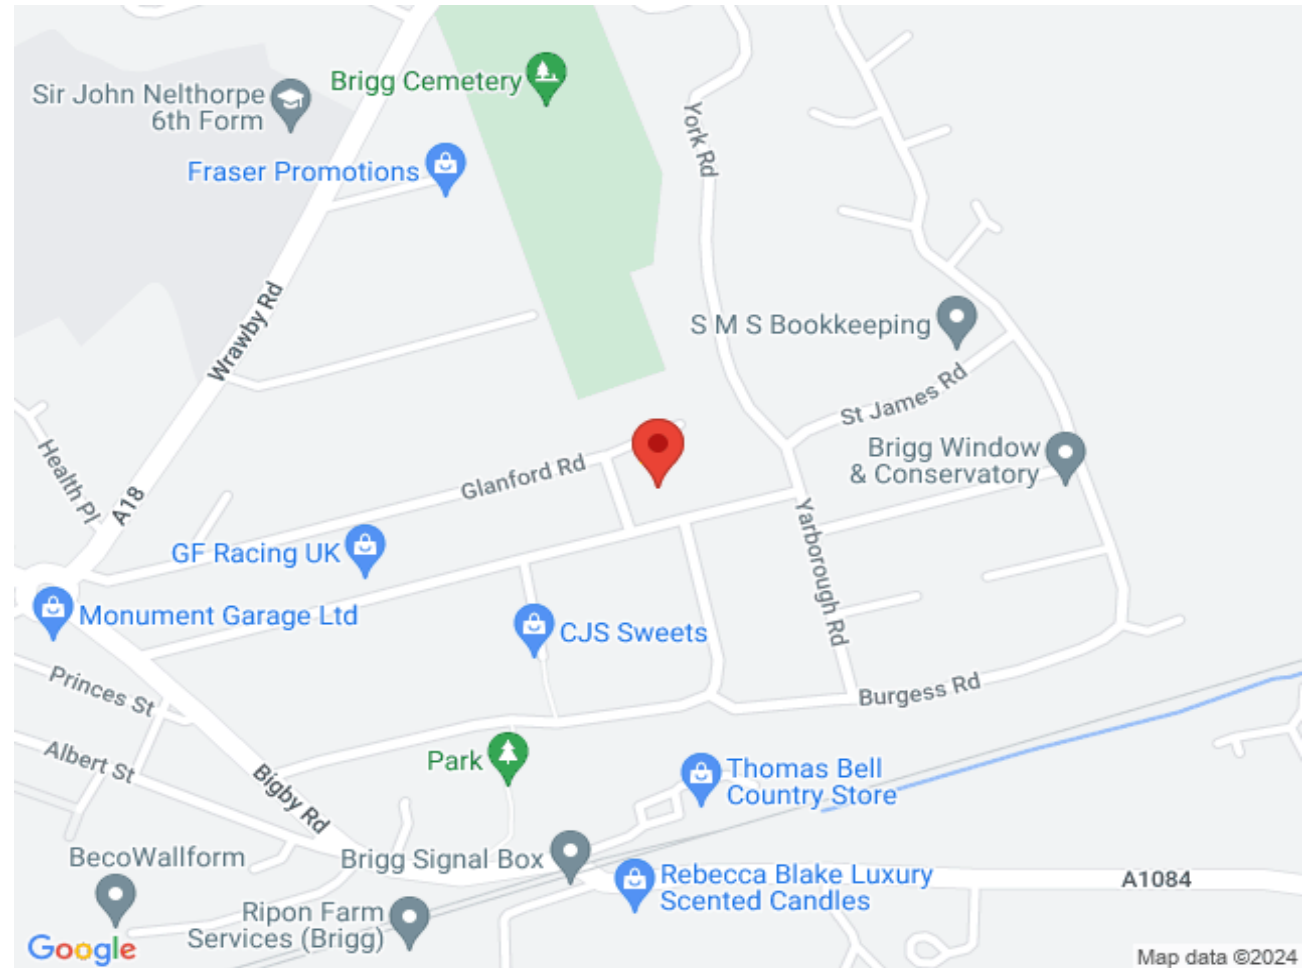 Brigg Cemetery
Sir John Nelthorpe
6th Form
York Rd
Fraser Promotions
Wrawby Rd
S M S Bookkeeping
St James Rd
Health Pl
A18
Glanford Rd
Brigg Window
& Conservatory
GF Racing UK
Yarborough Rd
Monument Garage Ltd
CJS Sweets
Princes St
Burgess Rd
Albert St
Park
Bigby Rd
Thomas Bell
Country Store
BecoWallform
Brigg Signal Box
Rebecca Blake Luxury
Scented Candles
A1084
Ripon Farm
Services (Brigg)
Google
Map data ©2024